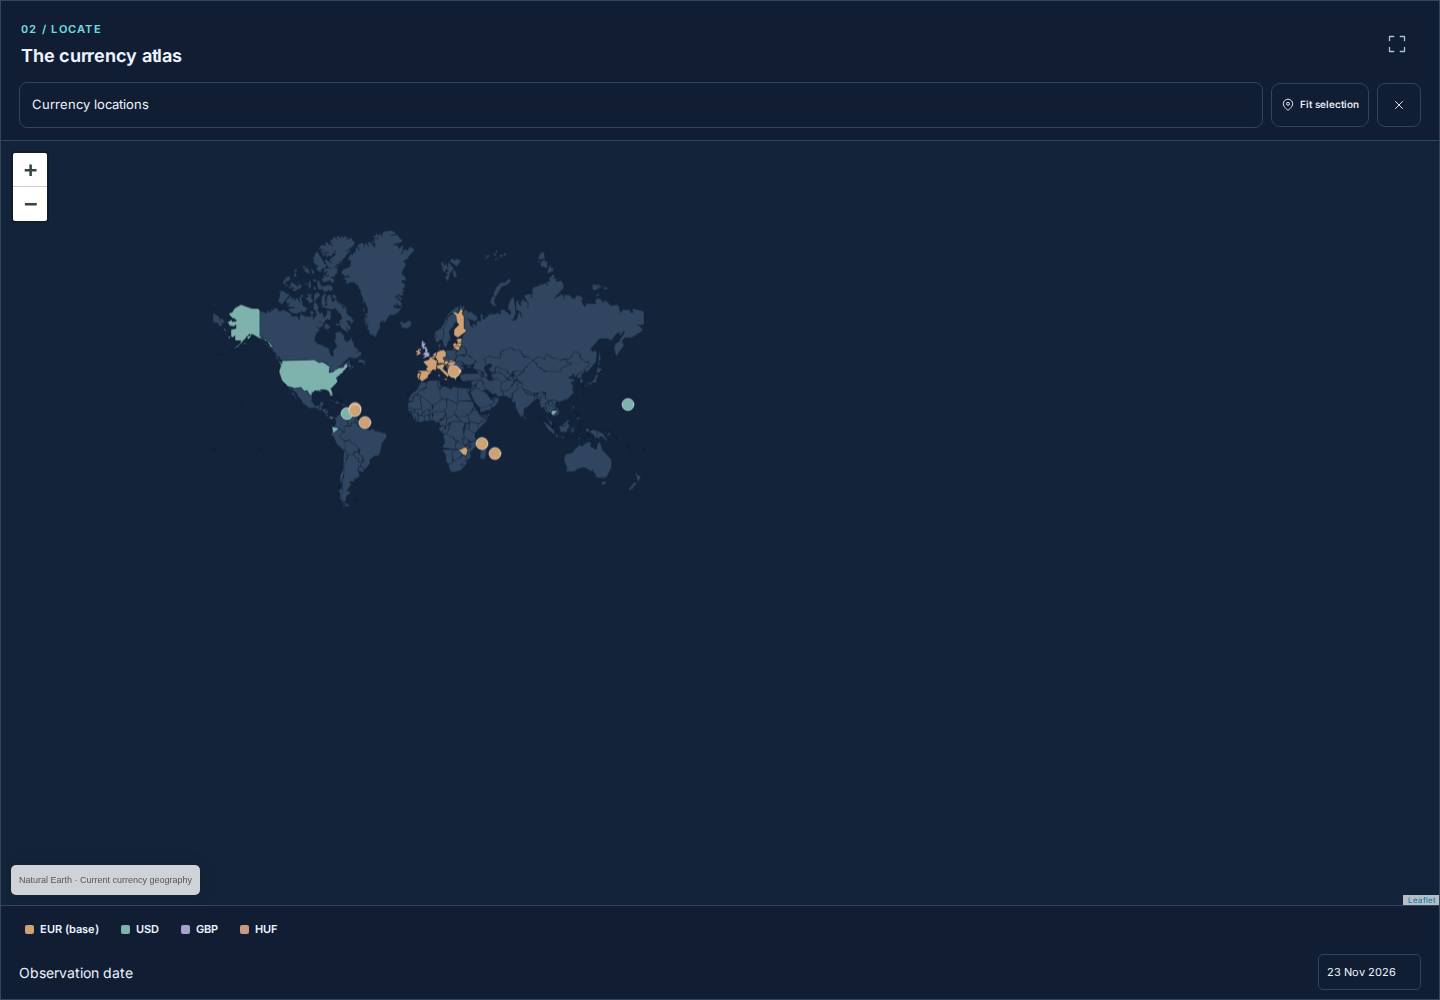 02 / LOCATE
The currency atlas
Currency locations
Fit selection
+
−
Natural Earth · Current currency geography
Leaflet
EUR (base) USD GBP HUF
Observation date
23 Nov 2026